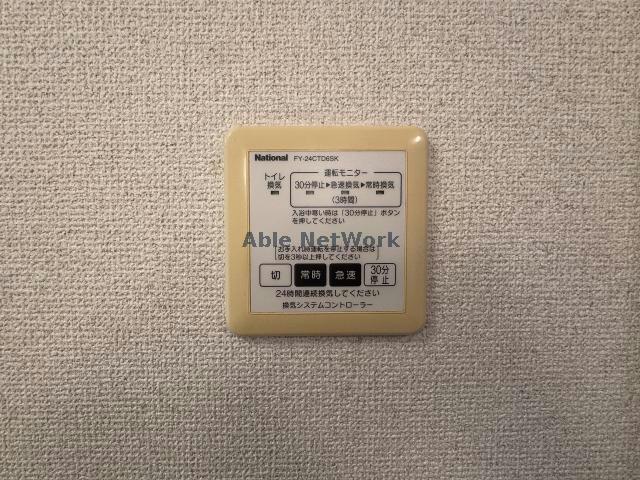 National FY-24CTD6SK
トイレ
換気
運転モニター
30分停止▶急速換気▶常時換気
(3時間)
入浴中寒い時は「30分停止」ボタン
を押してください
Able NetWork
お手入れ時運転を停止する場合は
切を3秒以上押してください
切 常時 急速 30分
停止
24時間連続換気してください
換気システムコントローラー